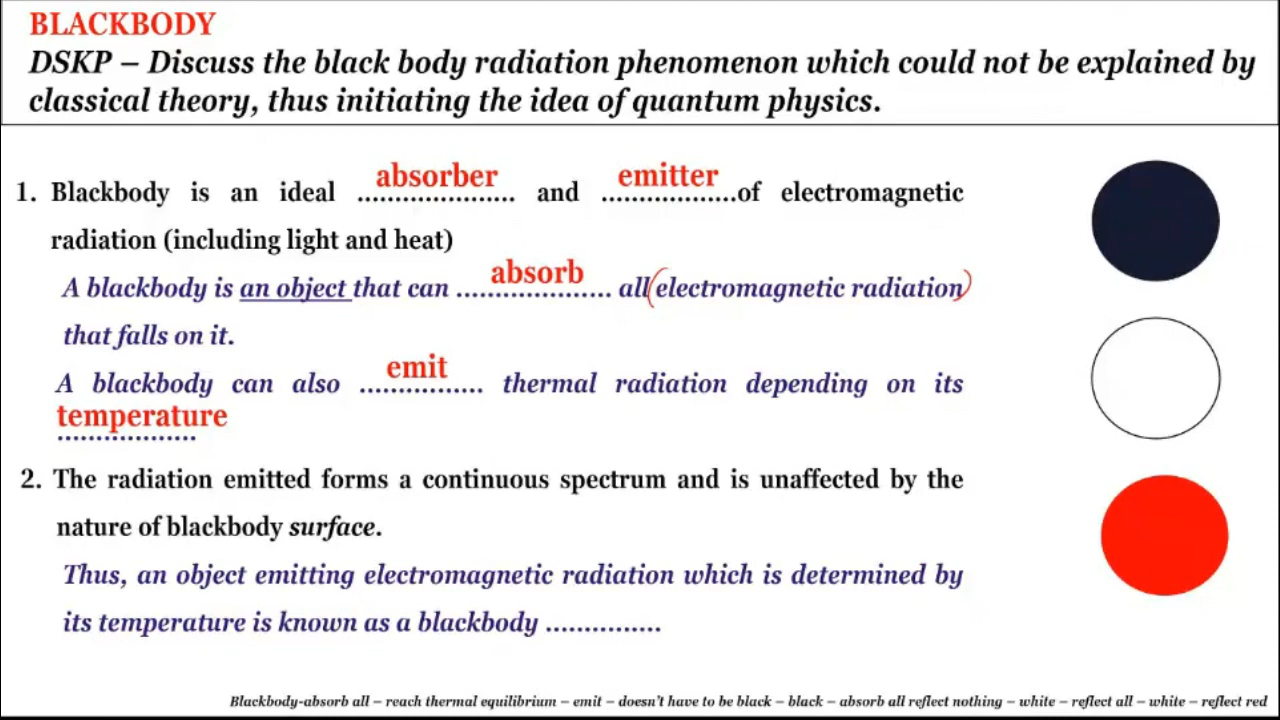 BLACKBODY
DSKP – Discuss the black body radiation phenomenon which could not be explained by
classical theory, thus initiating the idea of quantum physics.
1. Blackbody is an ideal absorber and emitter of electromagnetic
radiation (including light and heat)
A blackbody is an object that can absorb all (electromagnetic radiation)
that falls on it.
A blackbody can also emit thermal radiation depending on its
temperature
2. The radiation emitted forms a continuous spectrum and is unaffected by the
nature of blackbody surface.
Thus, an object emitting electromagnetic radiation which is determined by
its temperature is known as a blackbody ...............
Blackbody-absorb all – reach thermal equilibrium – emit – doesn't have to be black – black – absorb all reflect nothing – white – reflect all – white – reflect red